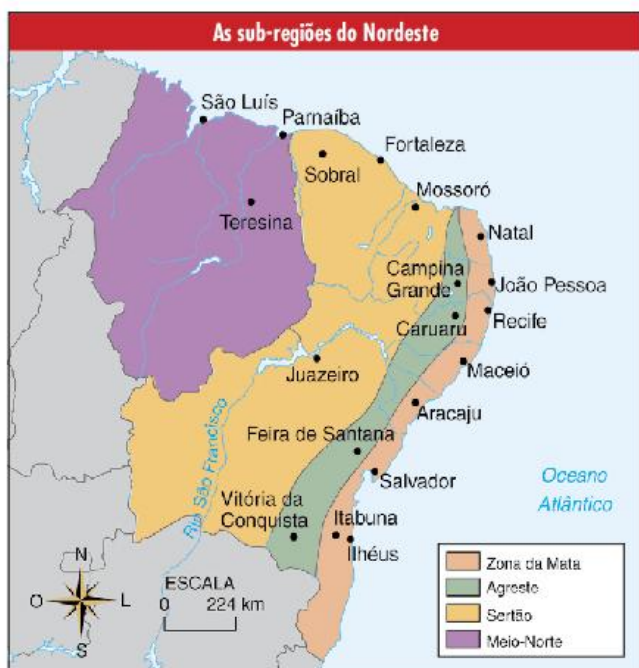 As sub-regiões do Nordeste
São Luís
Parnaíba
Fortaleza
Sobral
Mossoró
Teresina
Natal
Campina
Grande
João Pessoa
Recife
Caruaru
Maceió
Juazeiro
Aracaju
Rio São Francisco
Feira de Santana
Salvador
Oceano
Atlântico
Vitória da
Conquista
Itabuna
Ilhéus
N
O
L
S
ESCALA
0 224 km
Zona da Mata
Agreste
Sertão
Meio-Norte